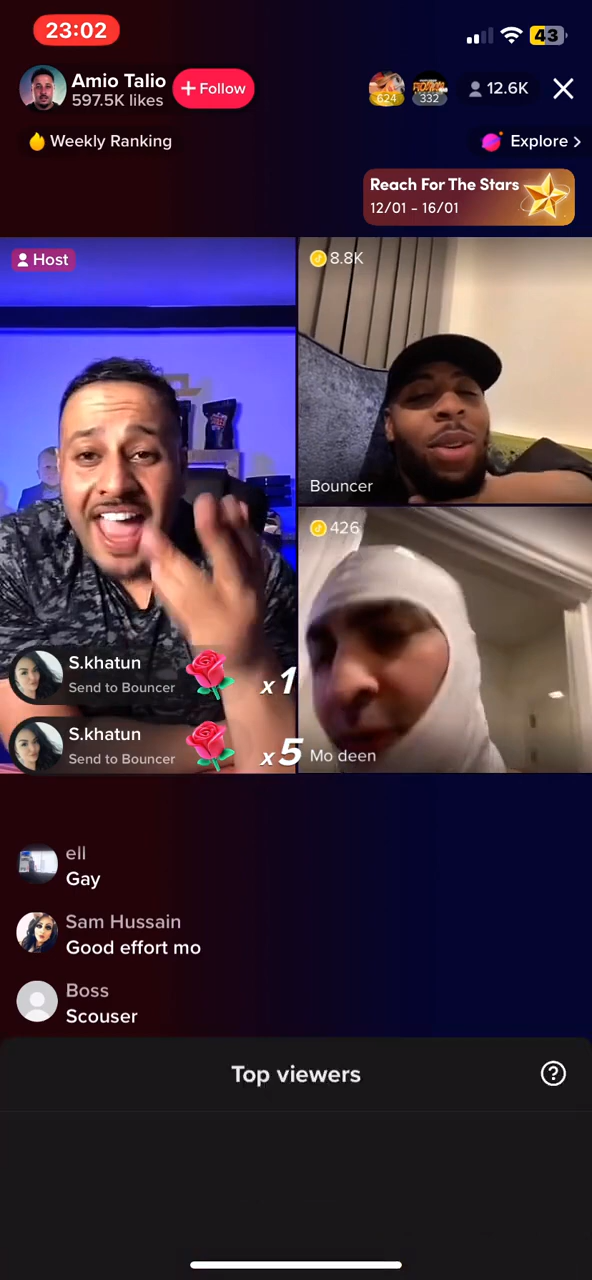 23:02
43
Amio Talio
597.5K likes
+ Follow
624
332
12.6K
Weekly Ranking
Explore >
Reach For The Stars
12/01 - 16/01
Host
8.8K
Bouncer
426
S.khatun
Send to Bouncer
x1
S.khatun
Send to Bouncer
x5
Mo deen
ell
Gay
Sam Hussain
Good effort mo
Boss
Scouser
Top viewers
?